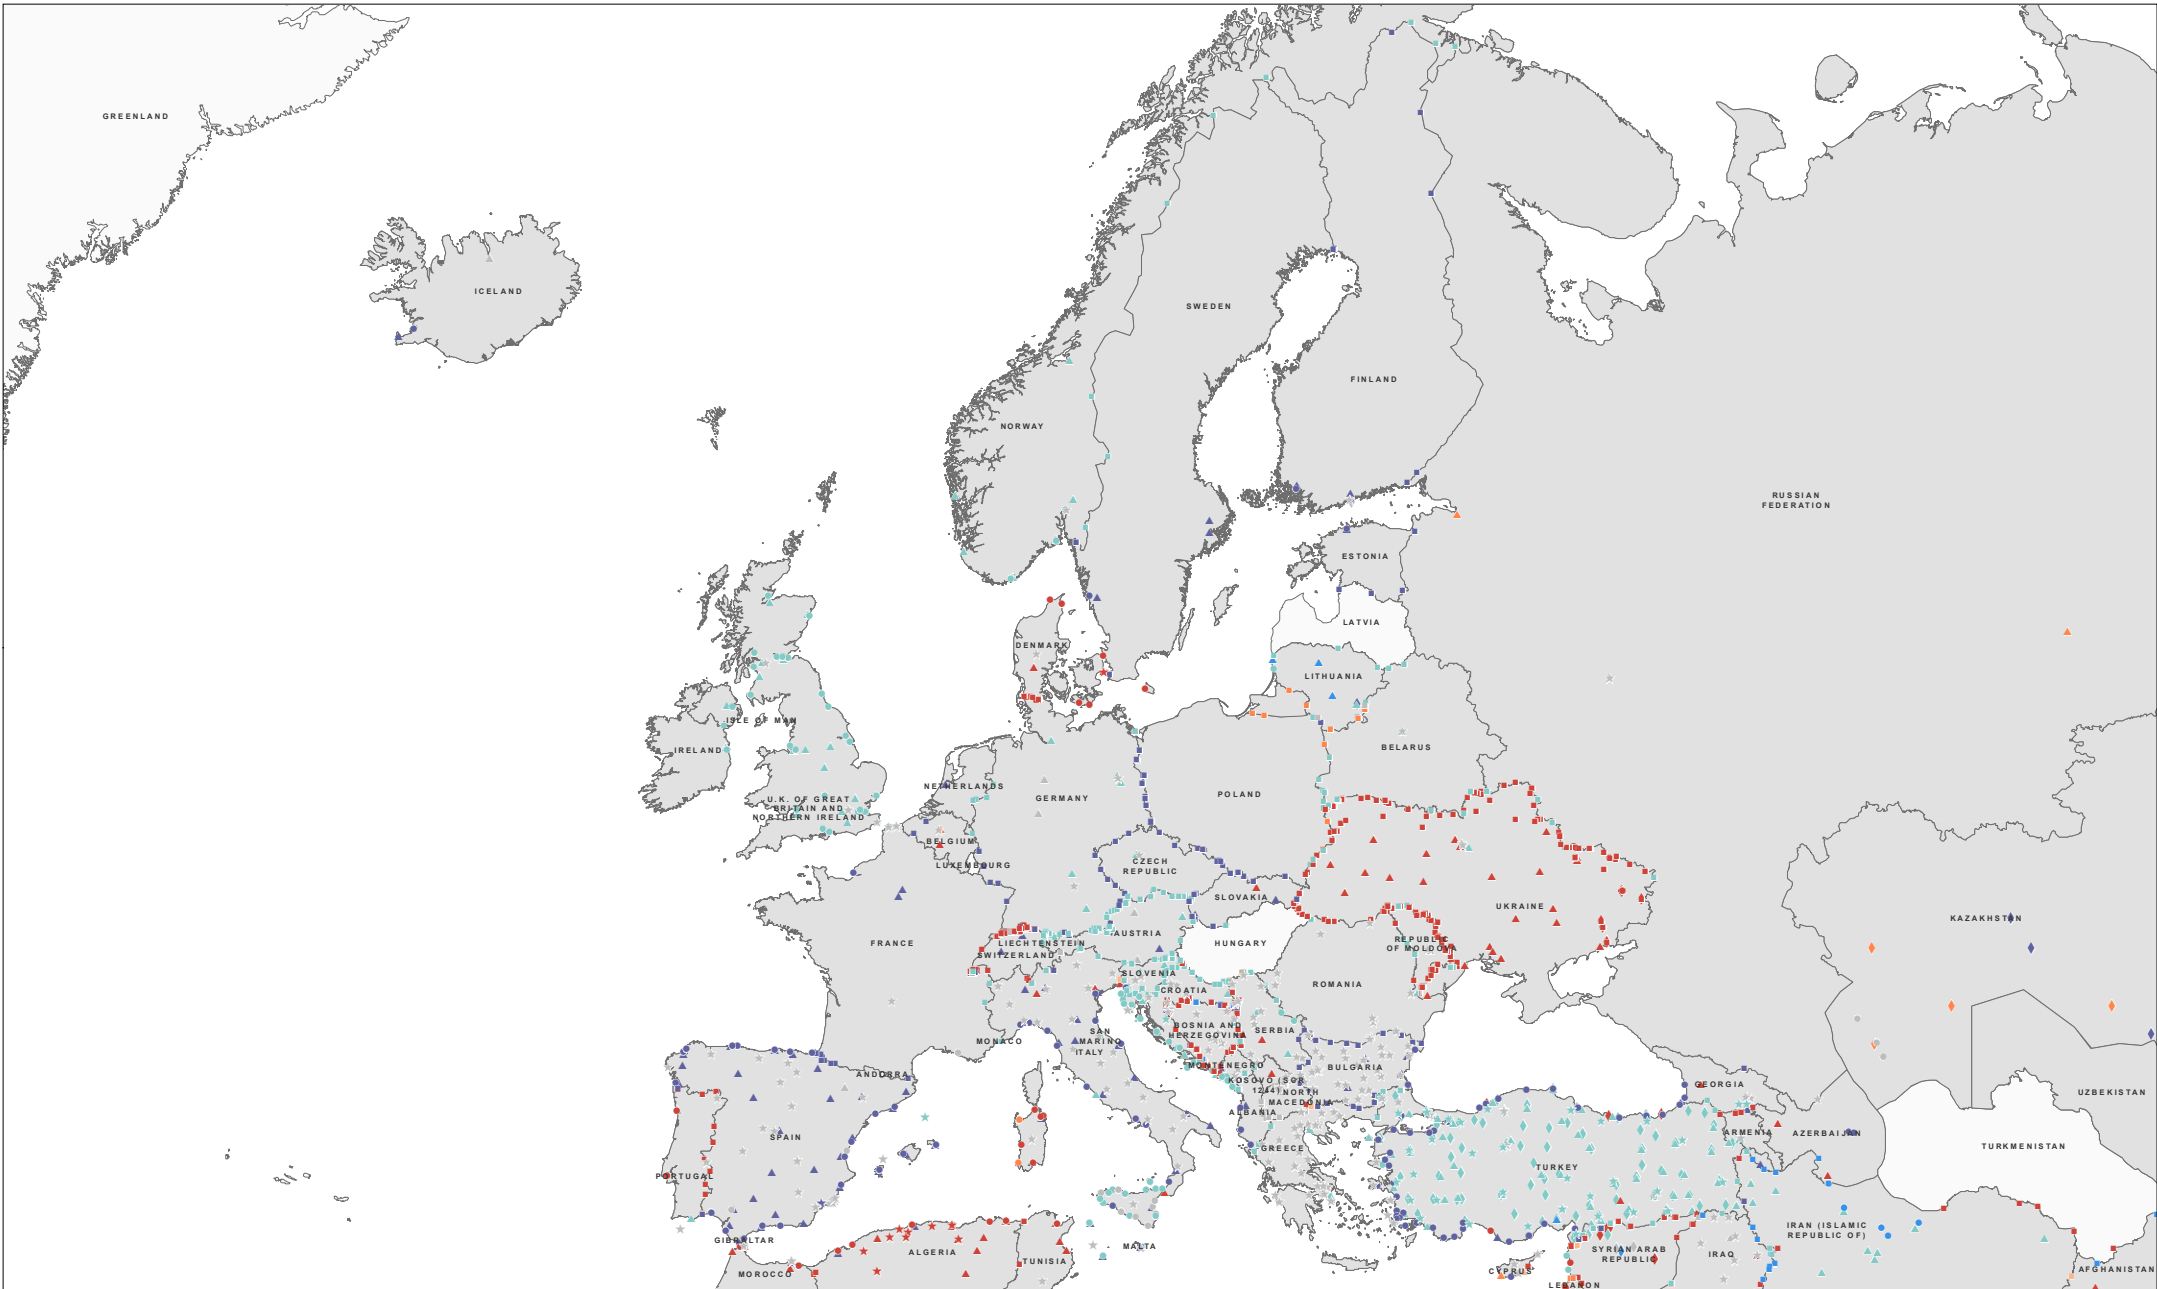 GREENLAND
ICELAND
SWEDEN
FINLAND
NORWAY
RUSSIAN
FEDERATION
ESTONIA
LATVIA
DENMARK
LITHUANIA
ISLE OF MAN
IRELAND
BELARUS
NETHERLANDS
GERMANY
POLAND
U.K. OF GREAT
BRITAIN AND
NORTHERN IRELAND
BELGIUM
LUXEMBOURG
CZECH
REPUBLIC
SLOVAKIA
UKRAINE
KAZAKHSTAN
FRANCE
LIECHTENSTEIN
SWITZERLAND
AUSTRIA
HUNGARY
REPUBLIC
OF MOLDOVA
SLOVENIA
CROATIA
ROMANIA
BOSNIA AND
HERZEGOVINA
SERBIA
SAN
MARINO
MONACO
ITALY
MONTENEGRO
BULGARIA
ANDORRA
KOSOVO (SCR
1244)
NORTH
MACEDONIA
ALBANIA
GEORGIA
UZBEKISTAN
SPAIN
GREECE
ARMENIA
AZERBAIJAN
TURKMENISTAN
PORTUGAL
TURKEY
GIBRALTAR
MALTA
IRAN (ISLAMIC
REPUBLIC OF)
ALGERIA
TUNISIA
SYRIAN ARAB
REPUBLIC
IRAQ
MOROCCO
CYPRUS
LEBANON
AFGHANISTAN